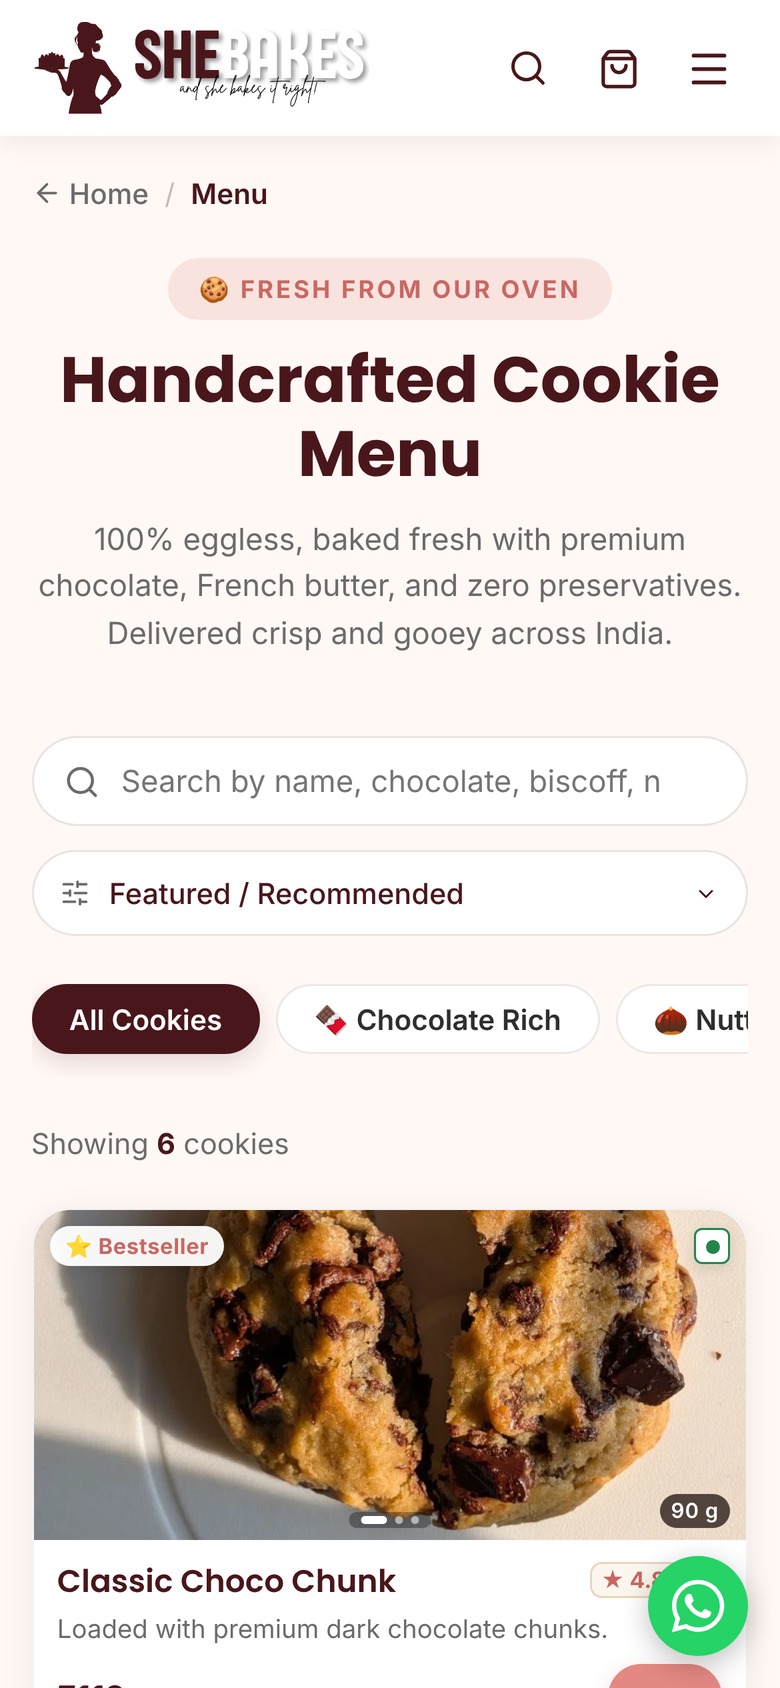 SHEBAKES
and she bakes it right!
← Home / Menu
🍪 FRESH FROM OUR OVEN
Handcrafted Cookie
Menu
100% eggless, baked fresh with premium
chocolate, French butter, and zero preservatives.
Delivered crisp and gooey across India.
Search by name, chocolate, biscoff, n
Featured / Recommended
All Cookies
🍫 Chocolate Rich
🌰 Nutt
Showing 6 cookies
⭐ Bestseller
90 g
Classic Choco Chunk
Loaded with premium dark chocolate chunks.